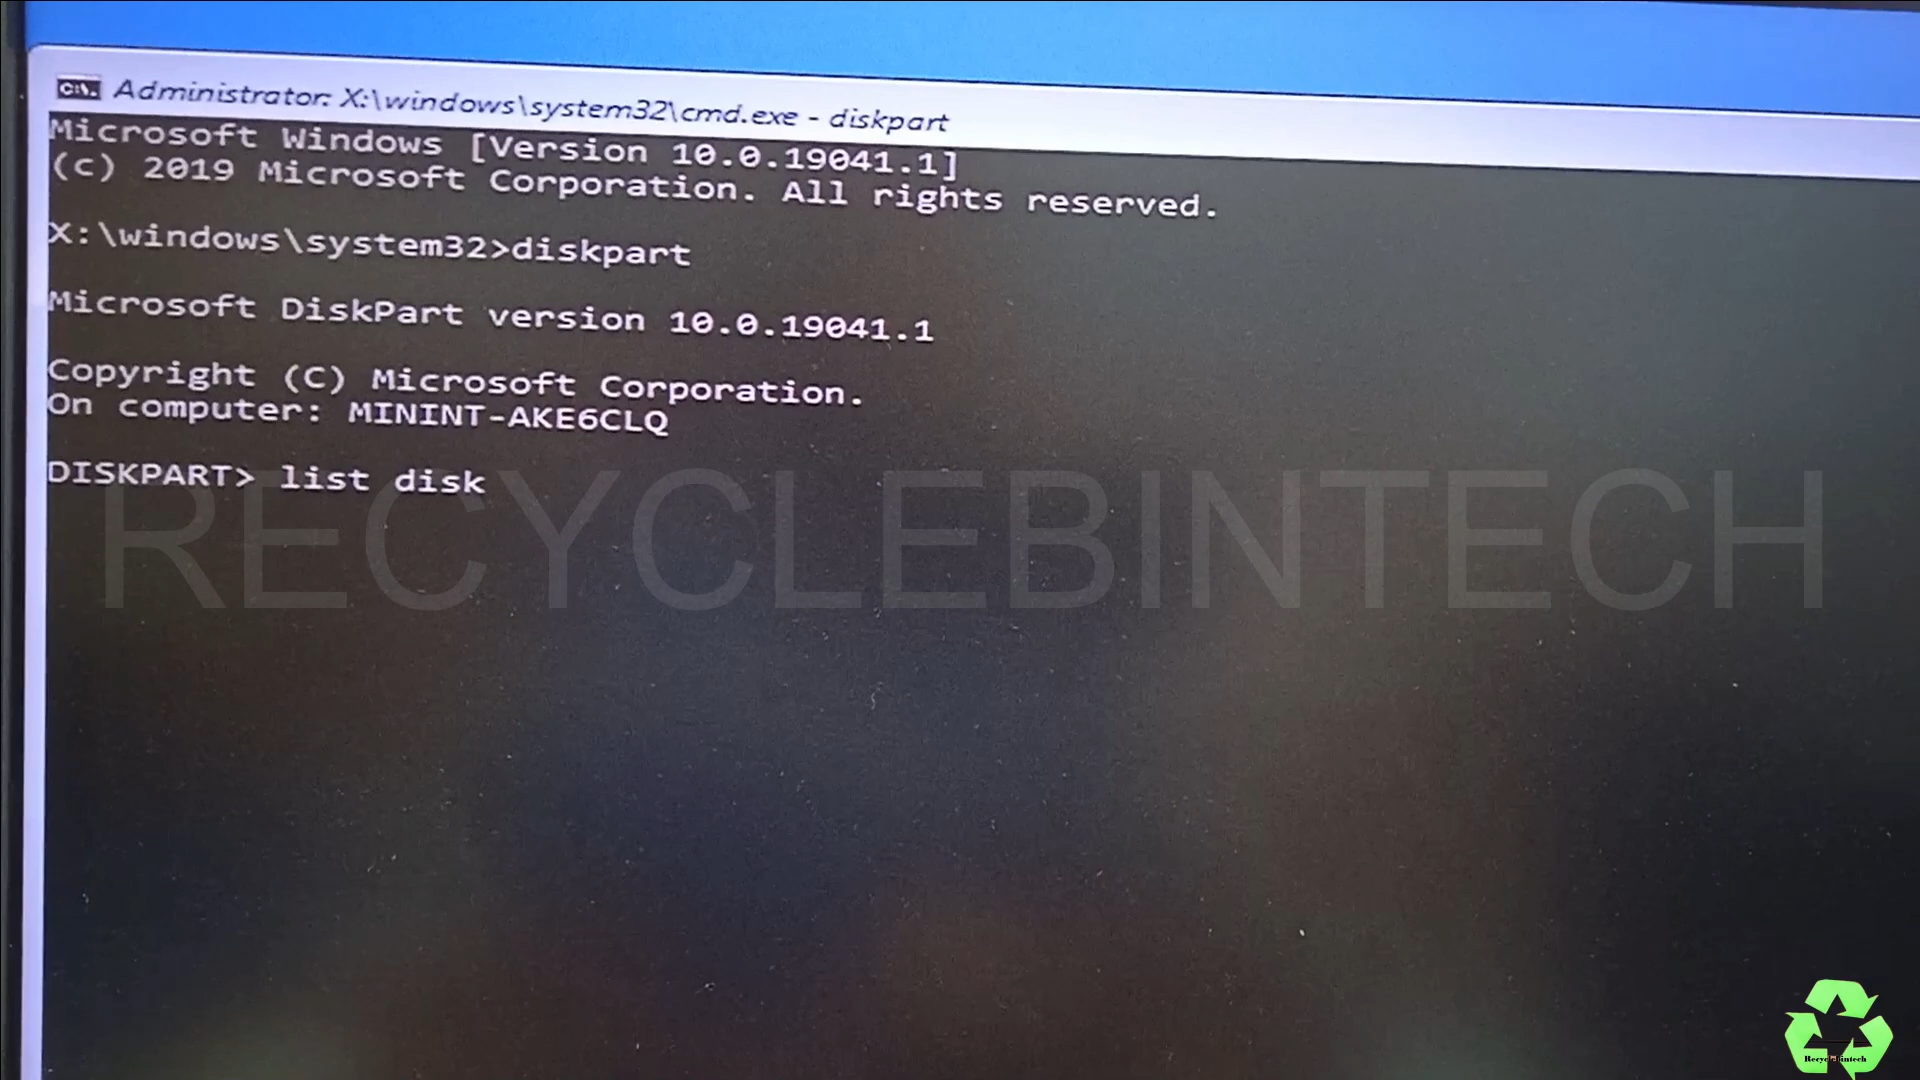 Administrator: X:\windows\system32\cmd.exe - diskpart
Microsoft Windows [Version 10.0.19041.1]
(c) 2019 Microsoft Corporation. All rights reserved.
X:\windows\system32>diskpart
Microsoft DiskPart version 10.0.19041.1
Copyright (C) Microsoft Corporation.
On computer: MININT-AKE6CLQ
DISKPART> list disk
RECYCLEBINTECH
Recyclebintech